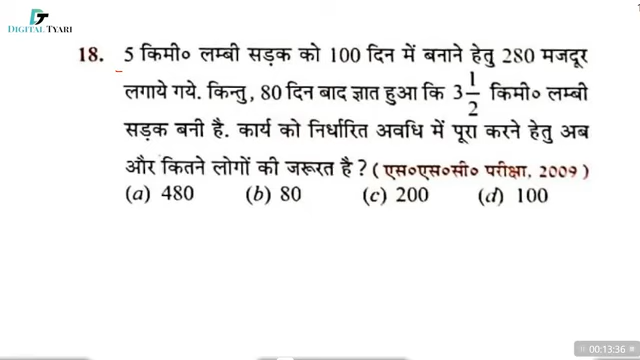 DT
DIGITAL TYARI
18. 5 किमी० लम्बी सड़क को 100 दिन में बनाने हेतु 280 मजदूर
लगाये गये. किन्तु, 80 दिन बाद ज्ञात हुआ कि 3 1/2 किमी० लम्बी
सड़क बनी है. कार्य को निर्धारित अवधि में पूरा करने हेतु अब
और कितने लोगों की जरूरत है? (एस०एस०सी० परीक्षा, 2009)
(a) 480 (b) 80 (c) 200 (d) 100
00:13:36